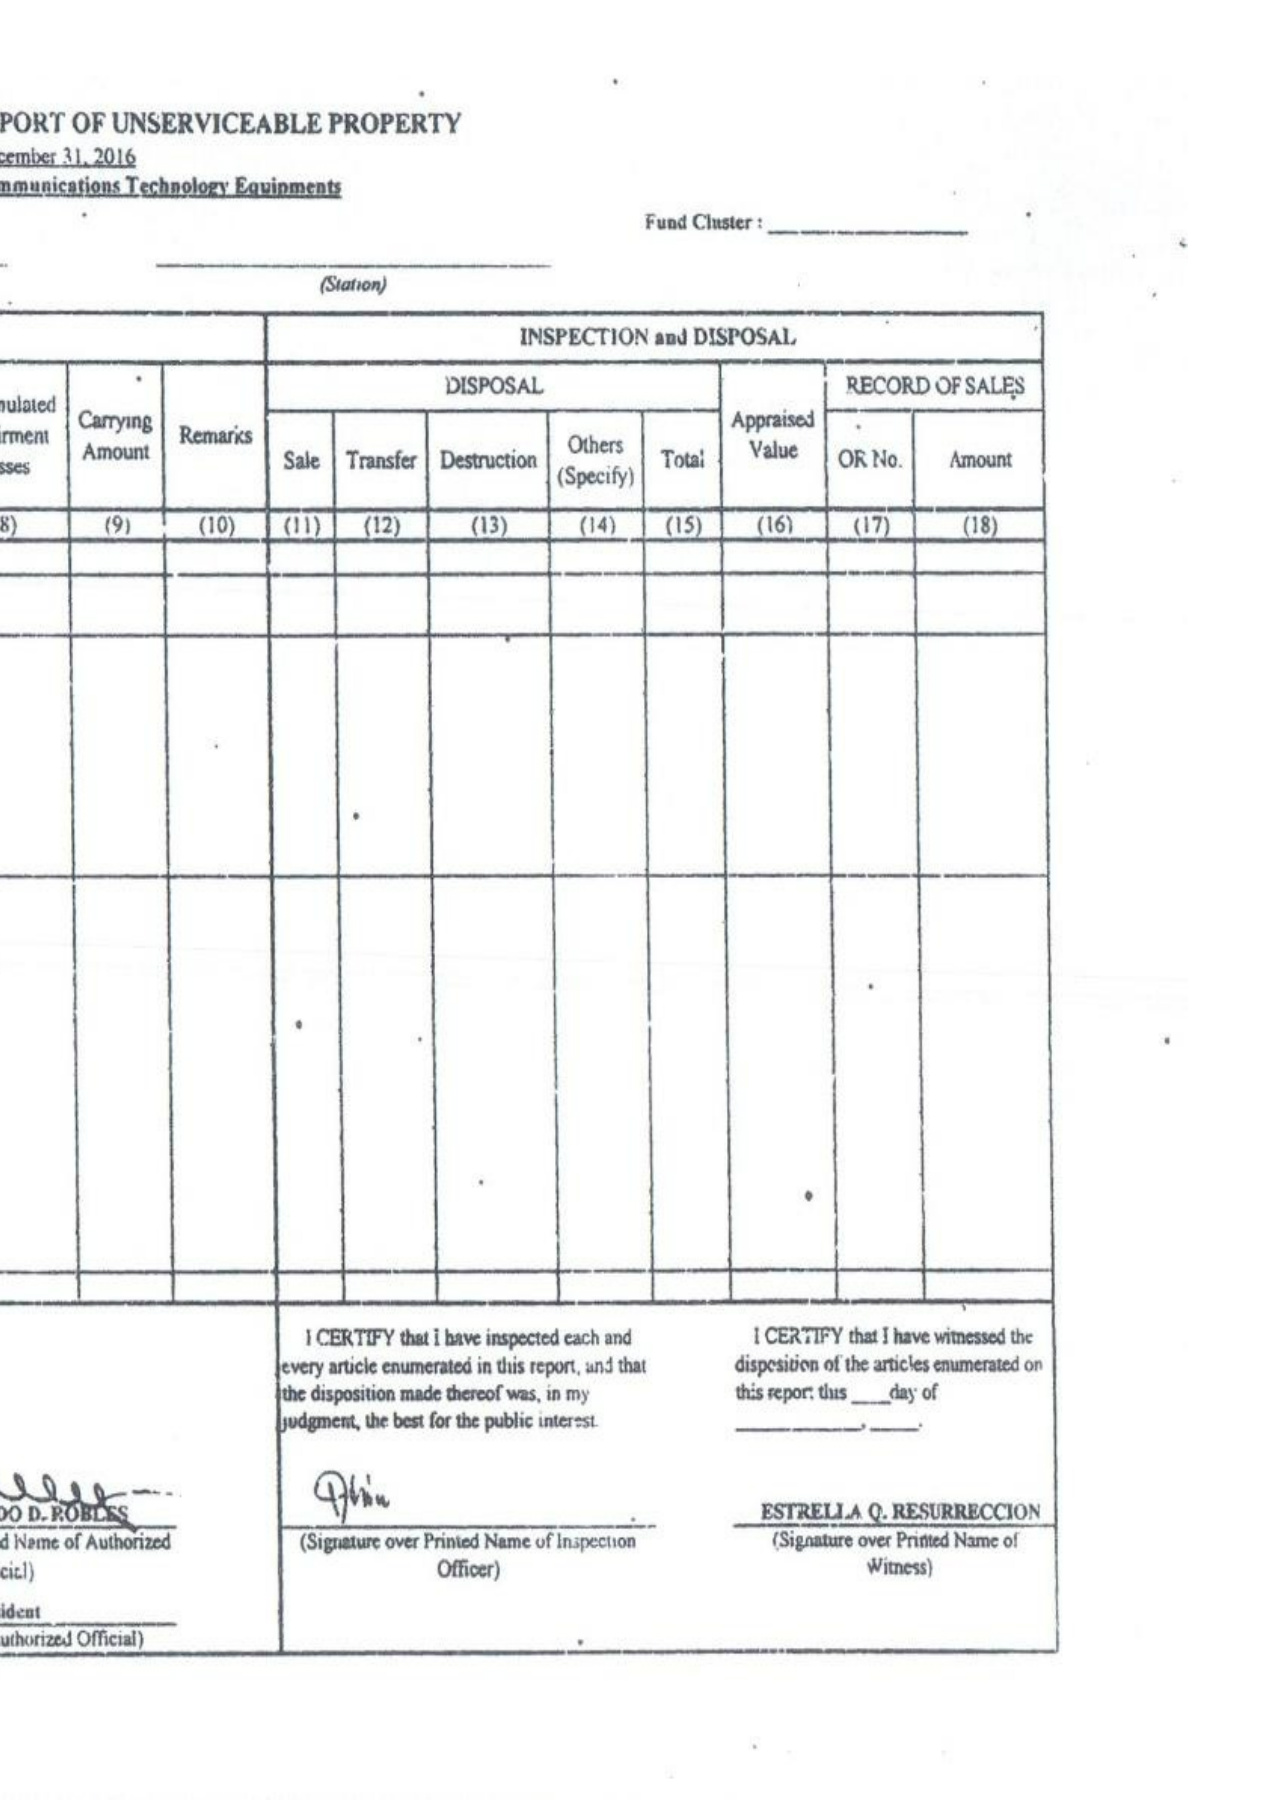 PORT OF UNSERVICEABLE PROPERTY
cember 31, 2016
mmunications Technology Equipments
Fund Cluster :
(Station)
INSPECTION and DISPOSAL
DISPOSAL
RECORD OF SALES
mulated
irment
sses
Carrying
Amount
Remarks
Sale
Transfer
Destruction
Others
(Specify)
Total
Appraised
Value
OR No.
Amount
8) (9) (10) (11) (12) (13) (14) (15) (16) (17) (18)
I CERTIFY that I have inspected each and
every article enumerated in this report, and that
the disposition made thereof was, in my
judgment, the best for the public interest.
I CERTIFY that I have witnessed the
disposition of the articles enumerated on
this report this ____day of
__________, ____.
DO D. ROBLES
d Name of Authorized
cial)
ident
uthorized Official)
(Signature over Printed Name of Inspection
Officer)
ESTRELLA Q. RESURRECCION
(Signature over Printed Name of
Witness)